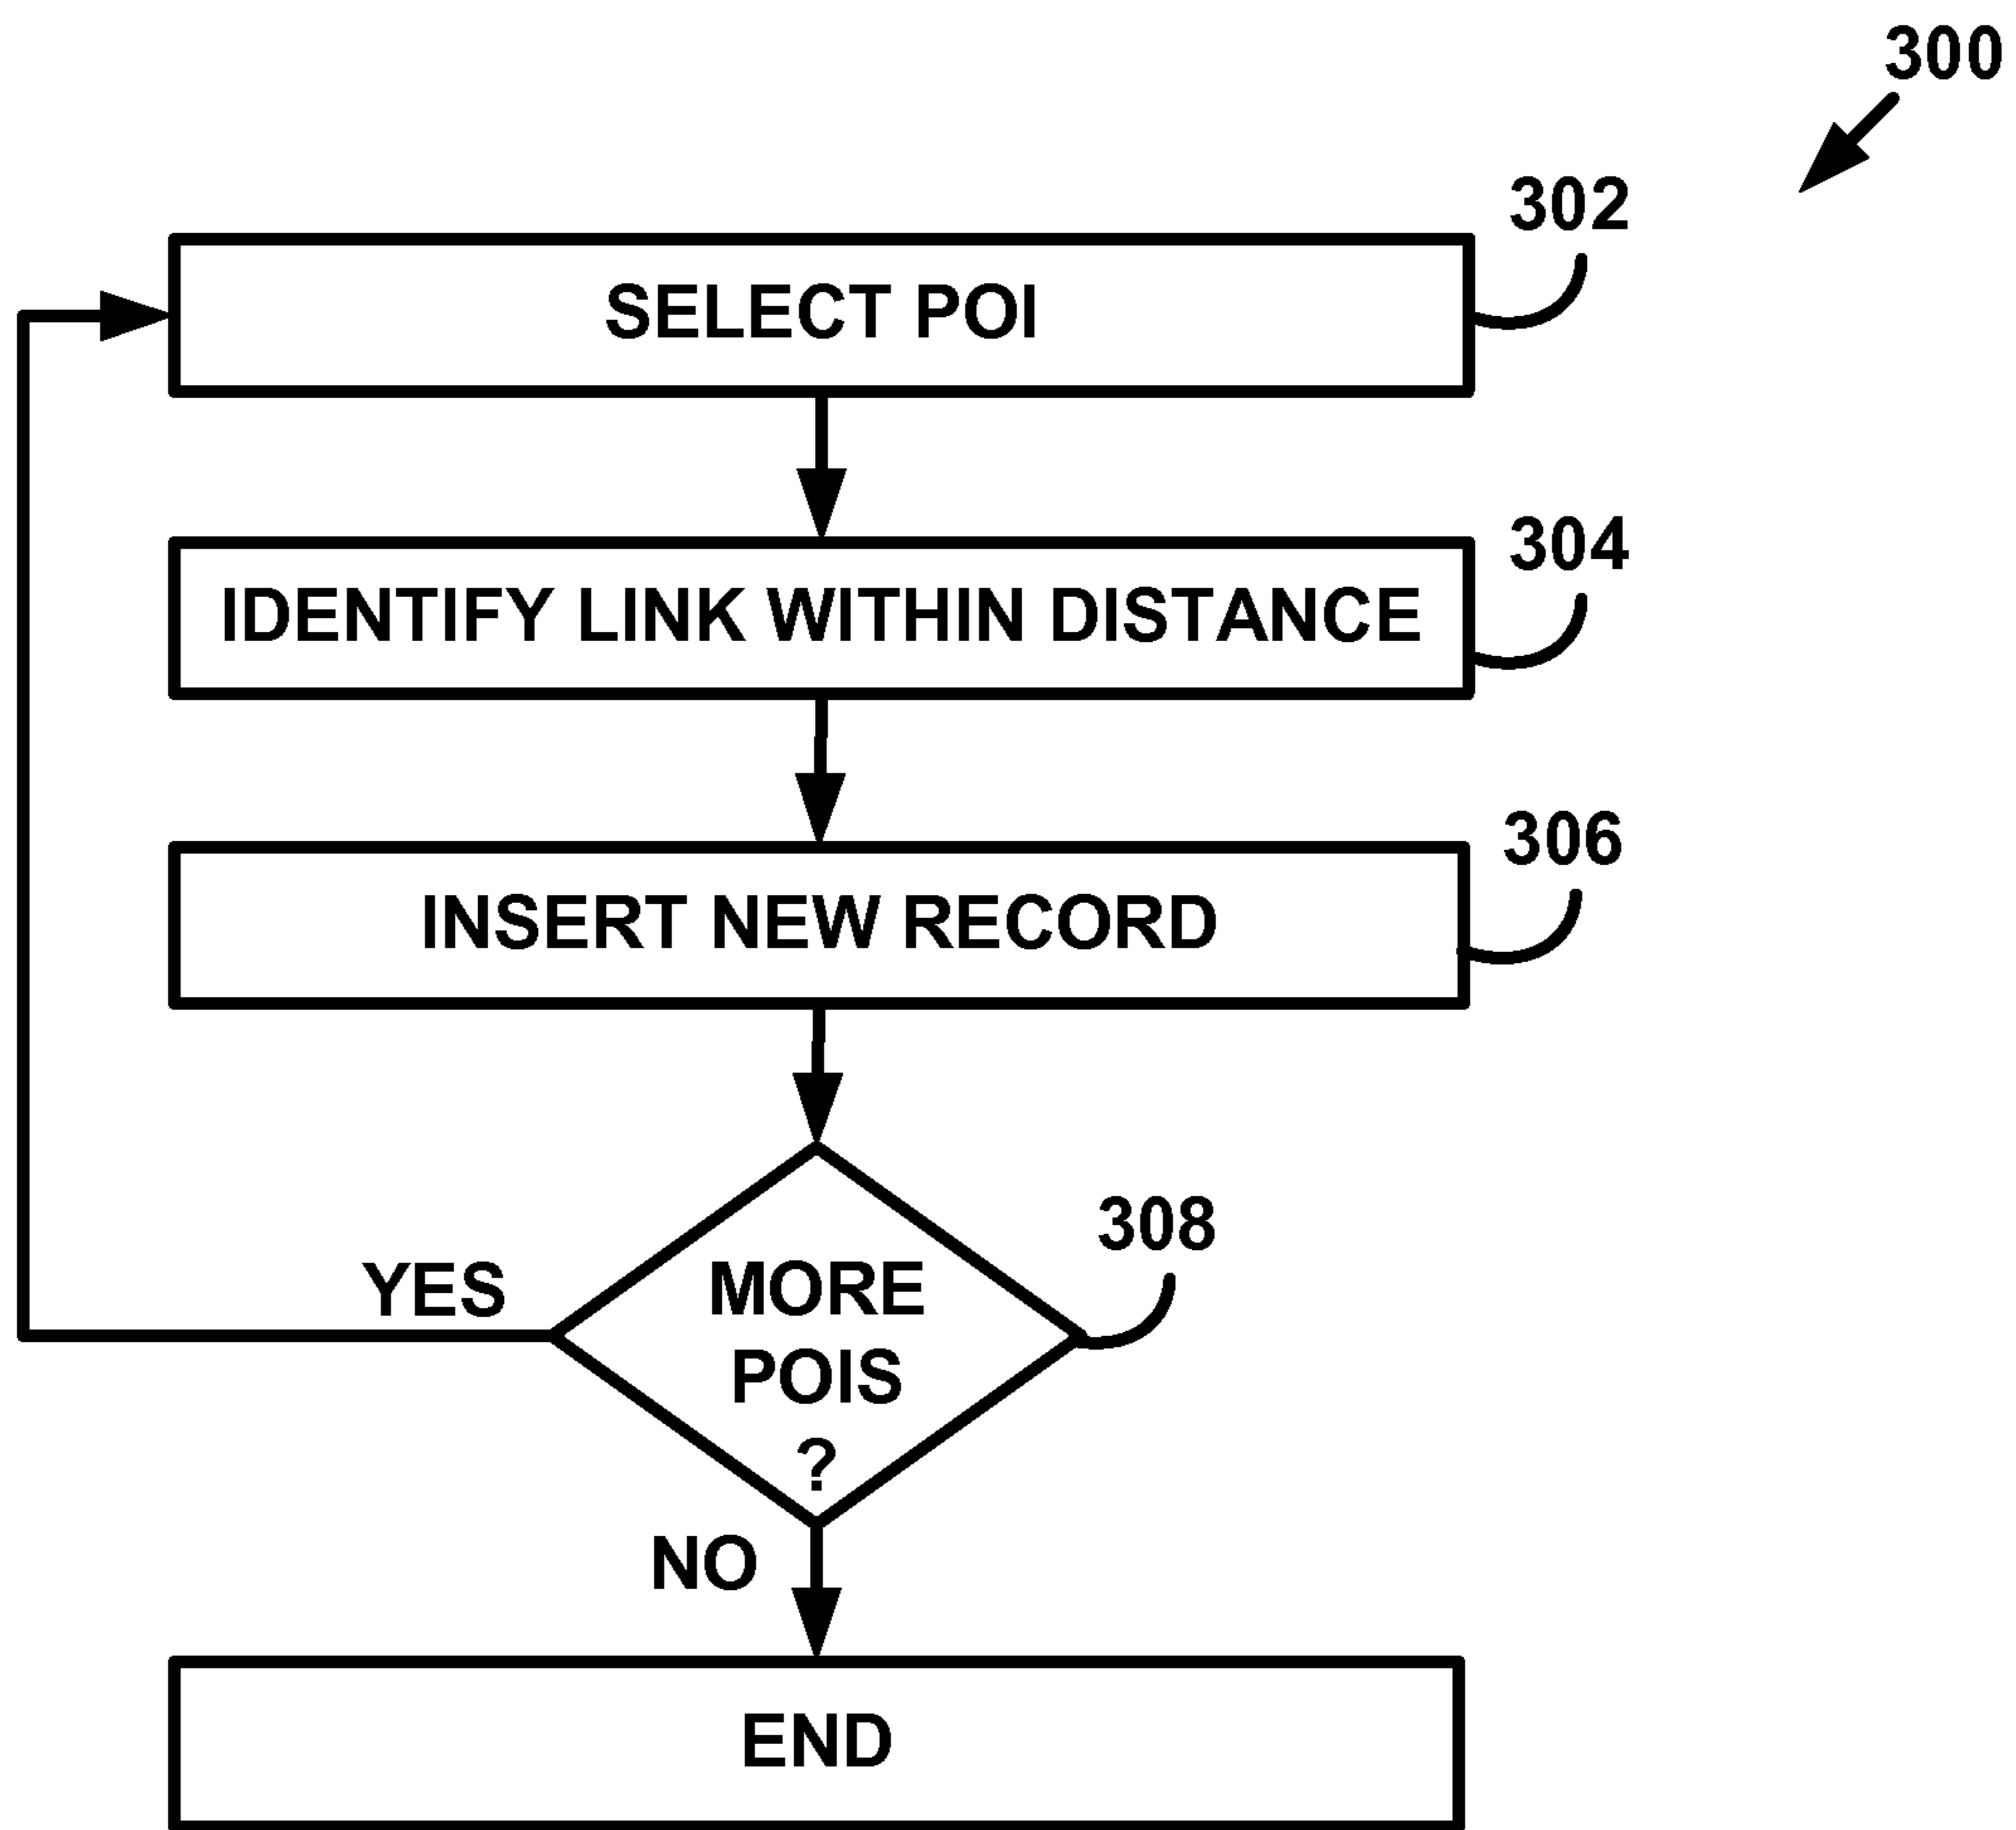 300
302
SELECT POI
304
IDENTIFY LINK WITHIN DISTANCE
306
INSERT NEW RECORD
308
YES
MORE
POIS
?
NO
END